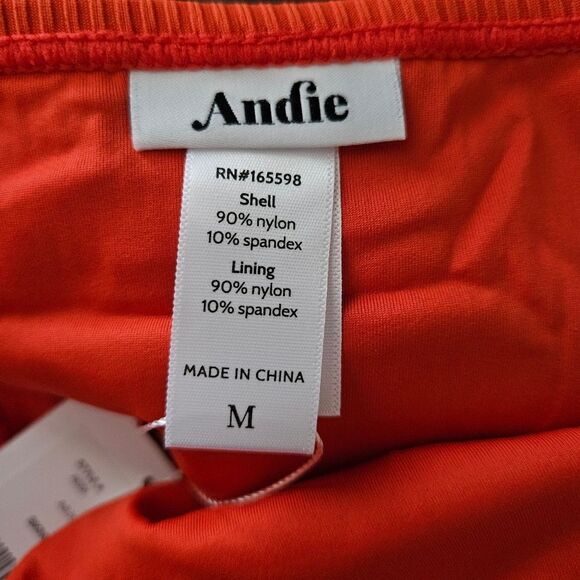 Andie
RN#165598
Shell
90% nylon
10% spandex
Lining
90% nylon
10% spandex
MADE IN CHINA
M